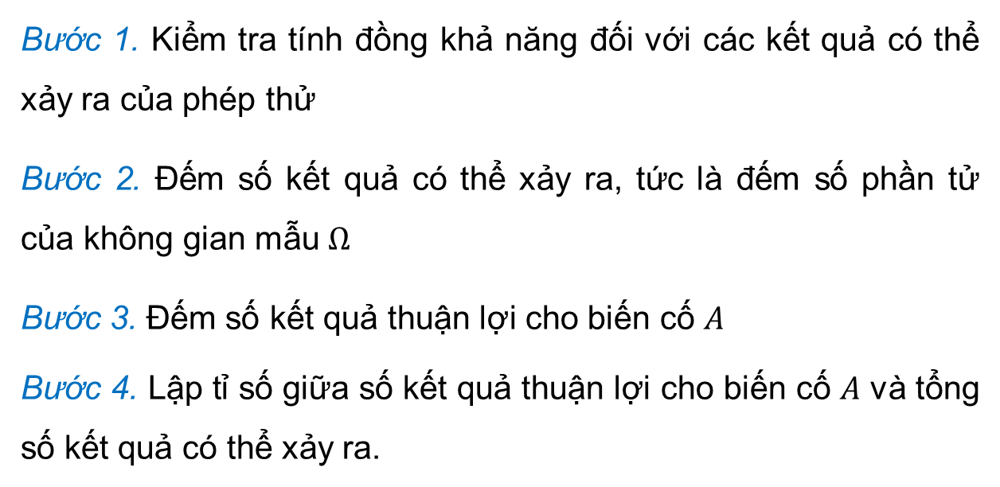 Bước 1. Kiểm tra tính đồng khả năng đối với các kết quả có thể
xảy ra của phép thử
Bước 2. Đếm số kết quả có thể xảy ra, tức là đếm số phần tử
của không gian mẫu Ω
Bước 3. Đếm số kết quả thuận lợi cho biến cố A
Bước 4. Lập tỉ số giữa số kết quả thuận lợi cho biến cố A và tổng
số kết quả có thể xảy ra.